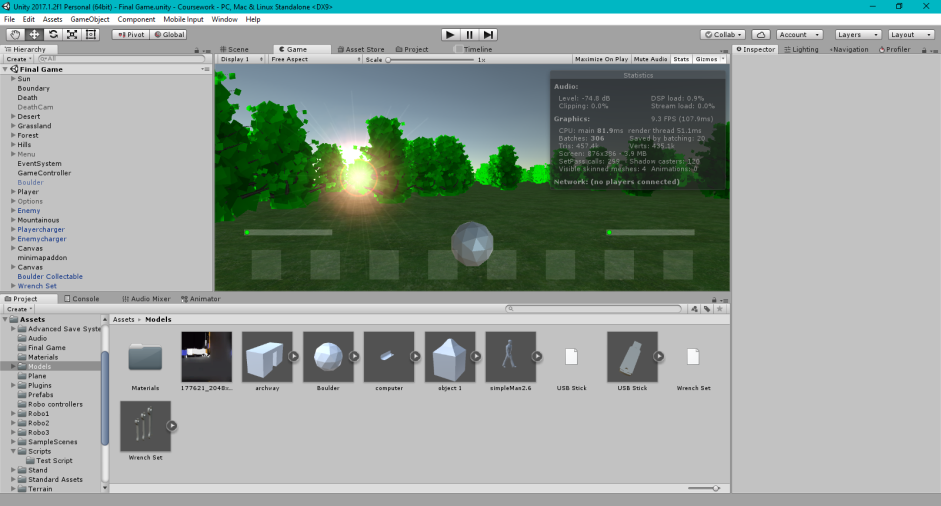 Unity 2017.1.2f1 Personal (64bit) - Final Game.unity - Coursework - PC, Mac & Linux Standalone <DX9>
File Edit Assets GameObject Component Mobile Input Window Help
Pivot Global Collab Account Layers Layout
Hierarchy
Create All
Final Game
Sun
Boundary
Death
DeathCam
Desert
Grassland
Forest
Hills
Menu
EventSystem
GameController
Boulder
Player
Options
Enemy
Mountainous
Playercharger
Enemycharger
Canvas
minimapaddon
Canvas
Boulder Collectable
Wrench Set
Scene Game Asset Store Project Timeline
Display 1 Free Aspect Scale 1x Maximize On Play Mute Audio Stats Gizmos
Statistics
Audio:
Level: -74.8 dB DSP load: 0.9%
Clipping: 0.0% Stream load: 0.0%
Graphics: 9.3 FPS (107.9ms)
CPU: main 81.9ms render thread 51.1ms
Batches: 306 Saved by batching: 20
Tris: 457.4k Verts: 435.1k
Screen: 876x386 - 3.9 MB
SetPass calls: 299 Shadow casters: 120
Visible skinned meshes: 4 Animations: 0
Network: (no players connected)
Inspector Lighting Navigation Profiler
Project Console Audio Mixer Animator
Create
Assets
Advanced Save Syste
Audio
Final Game
Materials
Models
Plane
Plugins
Prefabs
Robo controllers
Robo1
Robo2
Robo3
SampleScenes
Scripts
Test Script
Stand
Standard Assets
Terrain
Assets Models
Materials 177621_2048s... archway Boulder computer object 1 simpleMan2.6 USB Stick USB Stick Wrench Set
Wrench Set